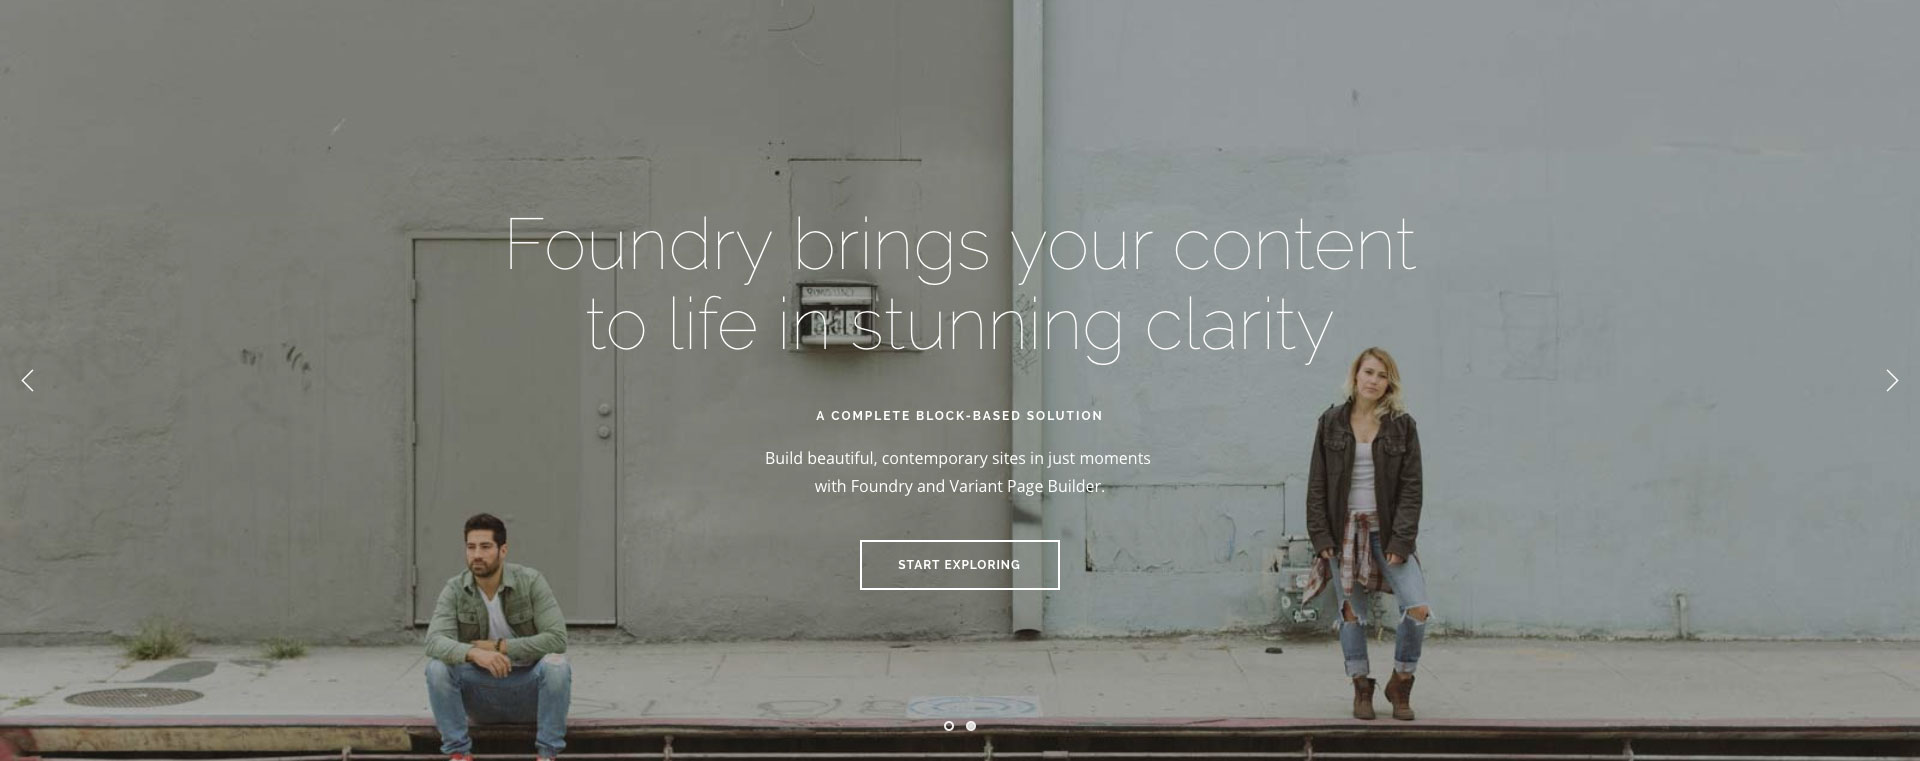 Foundry brings your content
to life in stunning clarity
A COMPLETE BLOCK-BASED SOLUTION
Build beautiful, contemporary sites in just moments
with Foundry and Variant Page Builder.
START EXPLORING